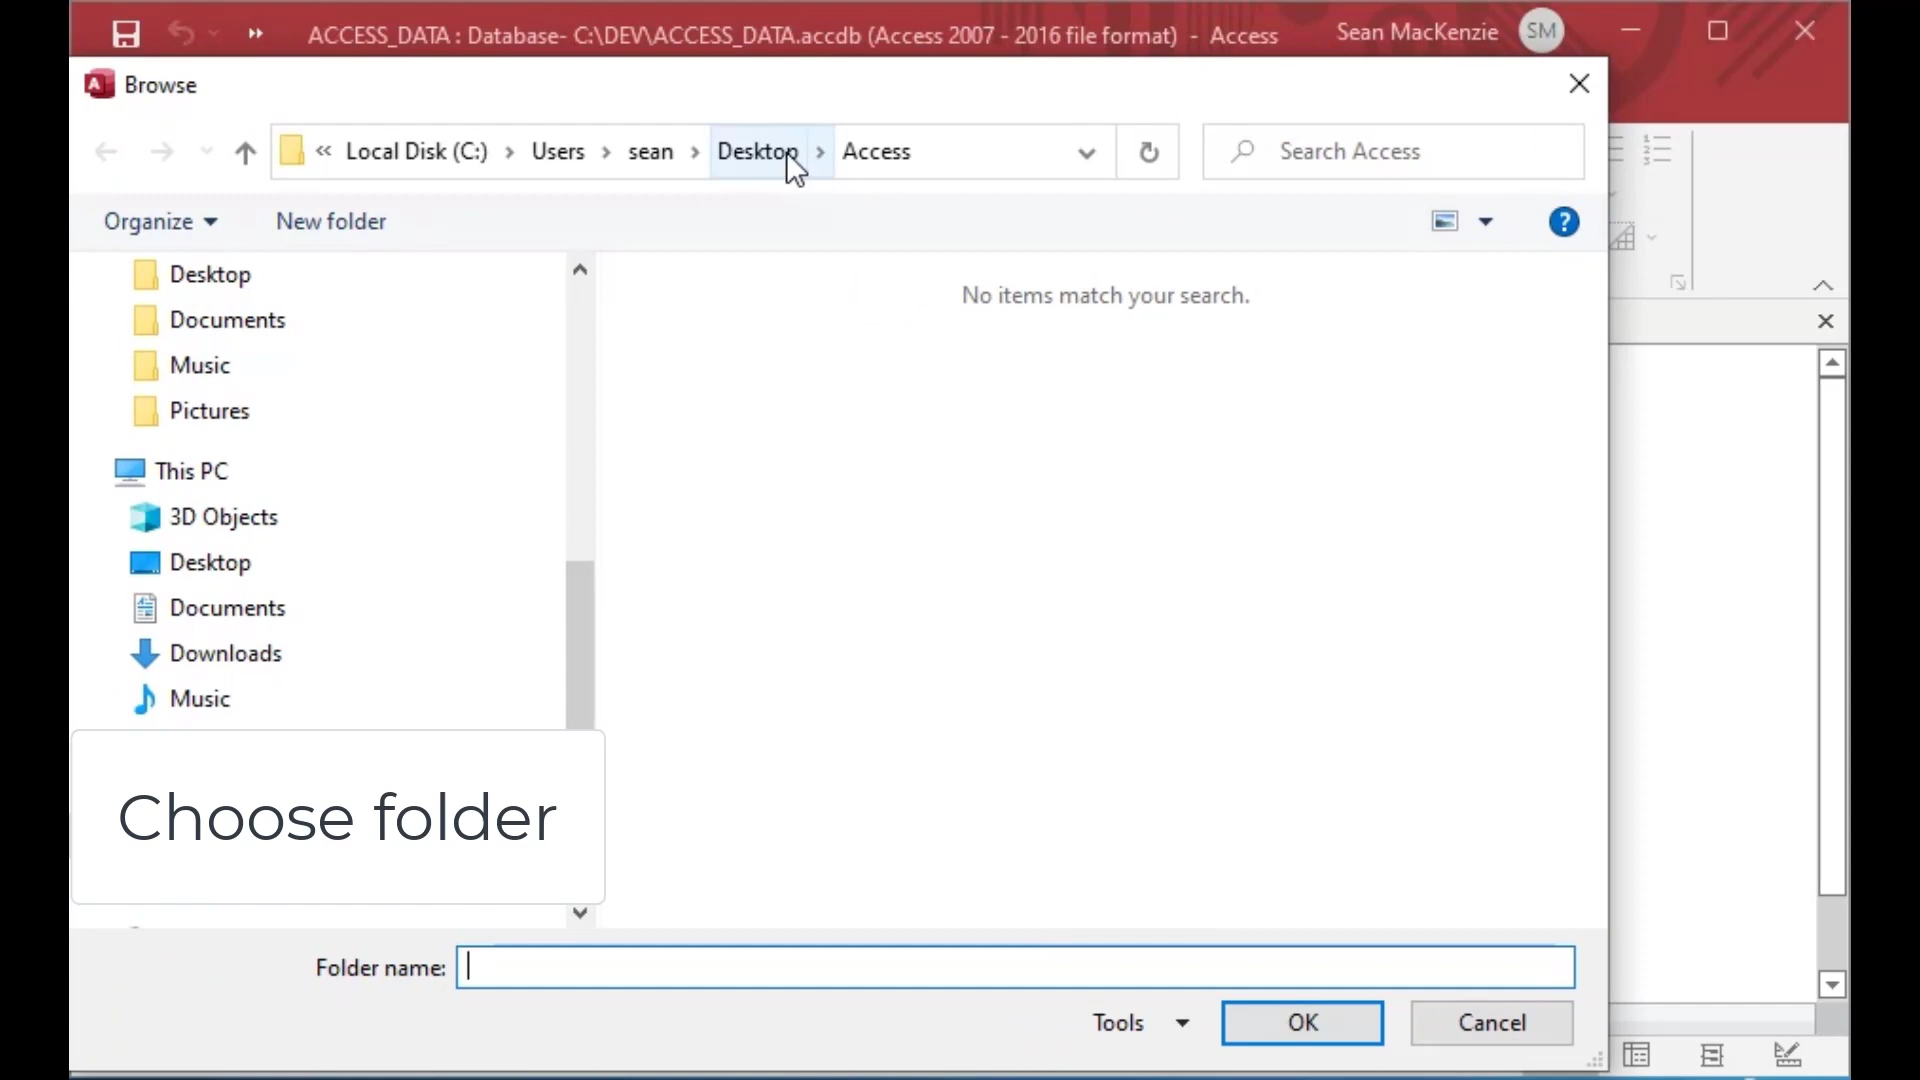 ACCESS_DATA : Database- C:\DEV\ACCESS_DATA.accdb (Access 2007 - 2016 file format) - Access
Sean MacKenzie
SM
Browse
« Local Disk (C:) › Users › sean › Desktop › Access
Search Access
Organize
New folder
?
Desktop
No items match your search.
Documents
Music
Pictures
This PC
3D Objects
Desktop
Documents
Downloads
Music
Choose folder
Folder name:
Tools
OK
Cancel